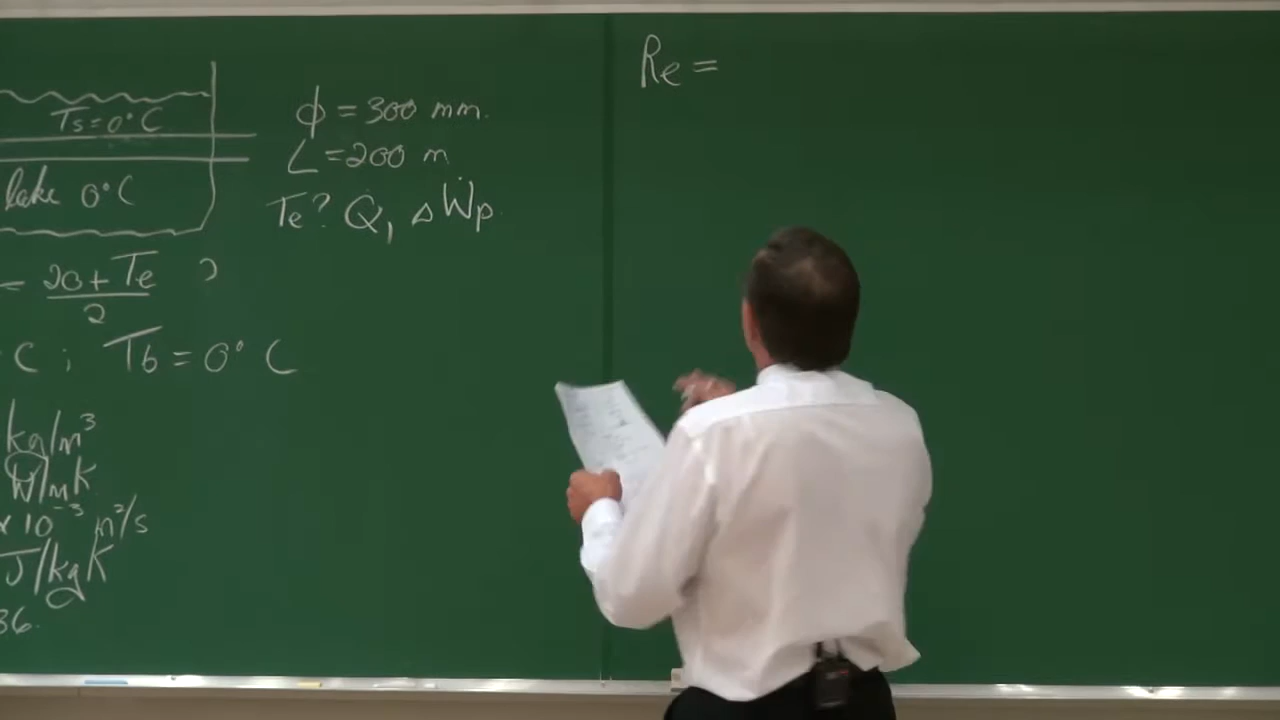 Ts=0°C
lake 0°C
ϕ = 300 mm.
L = 200 m
Te? Q̇, ΔẆp.
= 20+Te / 2 ?
C ; Tb = 0° C
kg/m³
W/mK
x 10⁻³ m²/s
J/kgK
36.
Re =